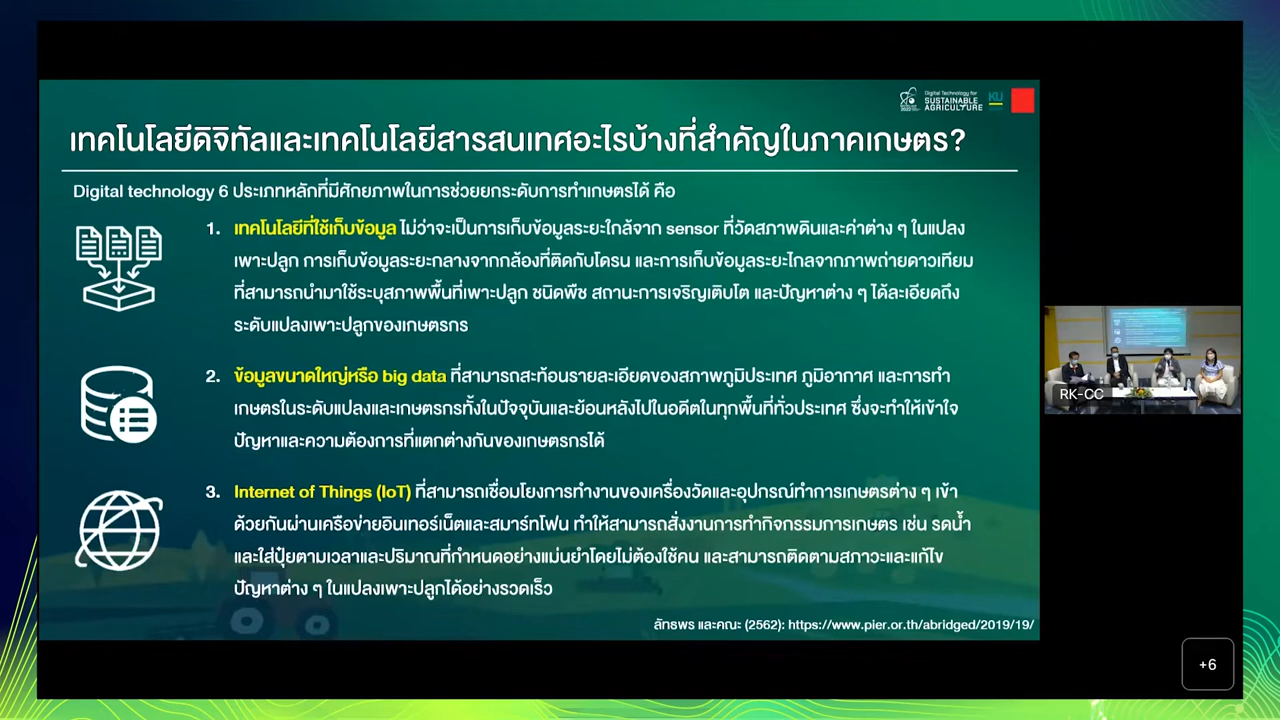 Digital Technology for
SUSTAINABLE
AGRICULTURE
KU
เทคโนโลยีดิจิทัลและเทคโนโลยีสารสนเทศอะไรบ้างที่สำคัญในภาคเกษตร?
Digital technology 6 ประเภทหลักที่มีศักยภาพในการช่วยยกระดับการทำเกษตรได้ คือ
1. เทคโนโลยีที่ใช้เก็บข้อมูล ไม่ว่าจะเป็นการเก็บข้อมูลระยะใกล้จาก sensor ที่วัดสภาพดินและค่าต่าง ๆ ในแปลง
เพาะปลูก การเก็บข้อมูลระยะกลางจากกล้องที่ติดกับโดรน และการเก็บข้อมูลระยะไกลจากภาพถ่ายดาวเทียม
ที่สามารถนำมาใช้ระบุสภาพพื้นที่เพาะปลูก ชนิดพืช สถานะการเจริญเติบโต และปัญหาต่าง ๆ ได้ละเอียดถึง
ระดับแปลงเพาะปลูกของเกษตรกร
2. ข้อมูลขนาดใหญ่หรือ big data ที่สามารถสะท้อนรายละเอียดของสภาพภูมิประเทศ ภูมิอากาศ และการทำ
เกษตรในระดับแปลงและเกษตรกรทั้งในปัจจุบันและย้อนหลังไปในอดีตในทุกพื้นที่ทั่วประเทศ ซึ่งจะทำให้เข้าใจ
ปัญหาและความต้องการที่แตกต่างกันของเกษตรกรได้
3. Internet of Things (IoT) ที่สามารถเชื่อมโยงการทำงานของเครื่องวัดและอุปกรณ์ทำการเกษตรต่าง ๆ เข้า
ด้วยกันผ่านเครือข่ายอินเทอร์เน็ตและสมาร์ทโฟน ทำให้สามารถสั่งงานการทำกิจกรรมการเกษตร เช่น รดน้ำ
และใส่ปุ๋ยตามเวลาและปริมาณที่กำหนดอย่างแม่นยำโดยไม่ต้องใช้คน และสามารถติดตามสภาวะและแก้ไข
ปัญหาต่าง ๆ ในแปลงเพาะปลูกได้อย่างรวดเร็ว
ลัทธพร และคณะ (2562): https://www.pier.or.th/abridged/2019/19/
RK-CC
+6